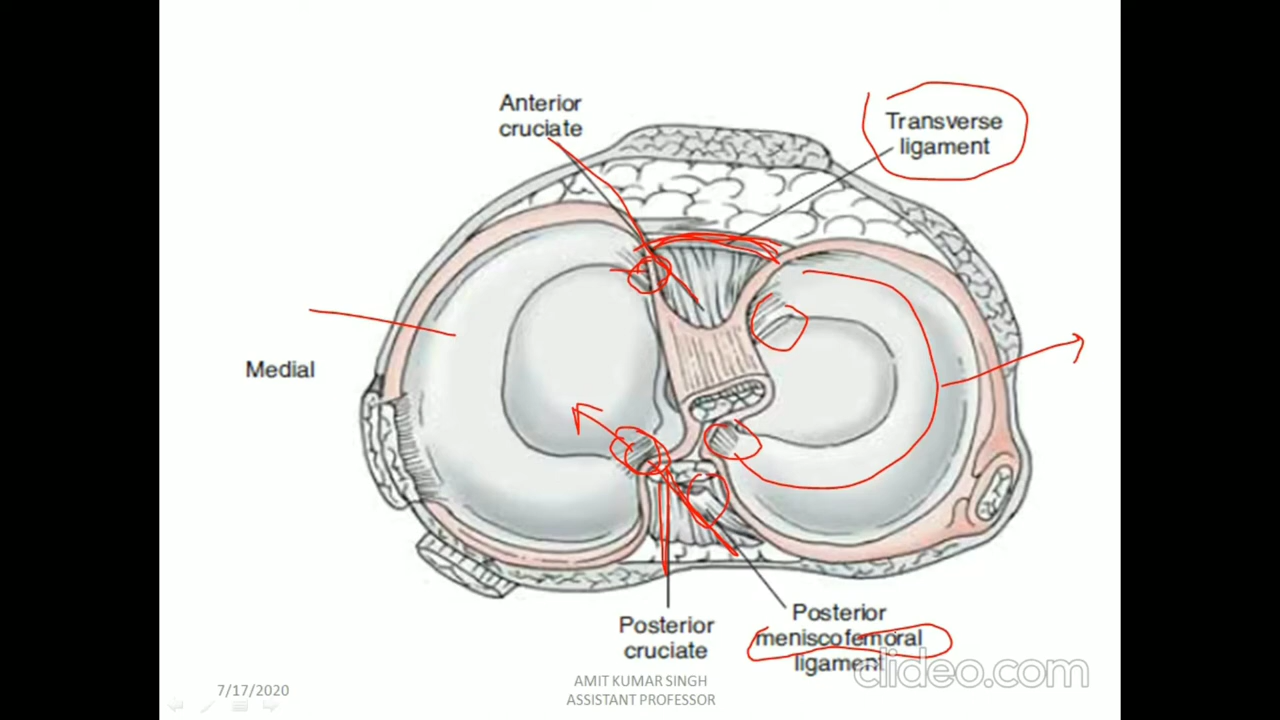 Anterior
cruciate
Transverse
ligament
Medial
Posterior
cruciate
Posterior
meniscofemoral
ligament
clideo.com
7/17/2020
AMIT KUMAR SINGH
ASSISTANT PROFESSOR